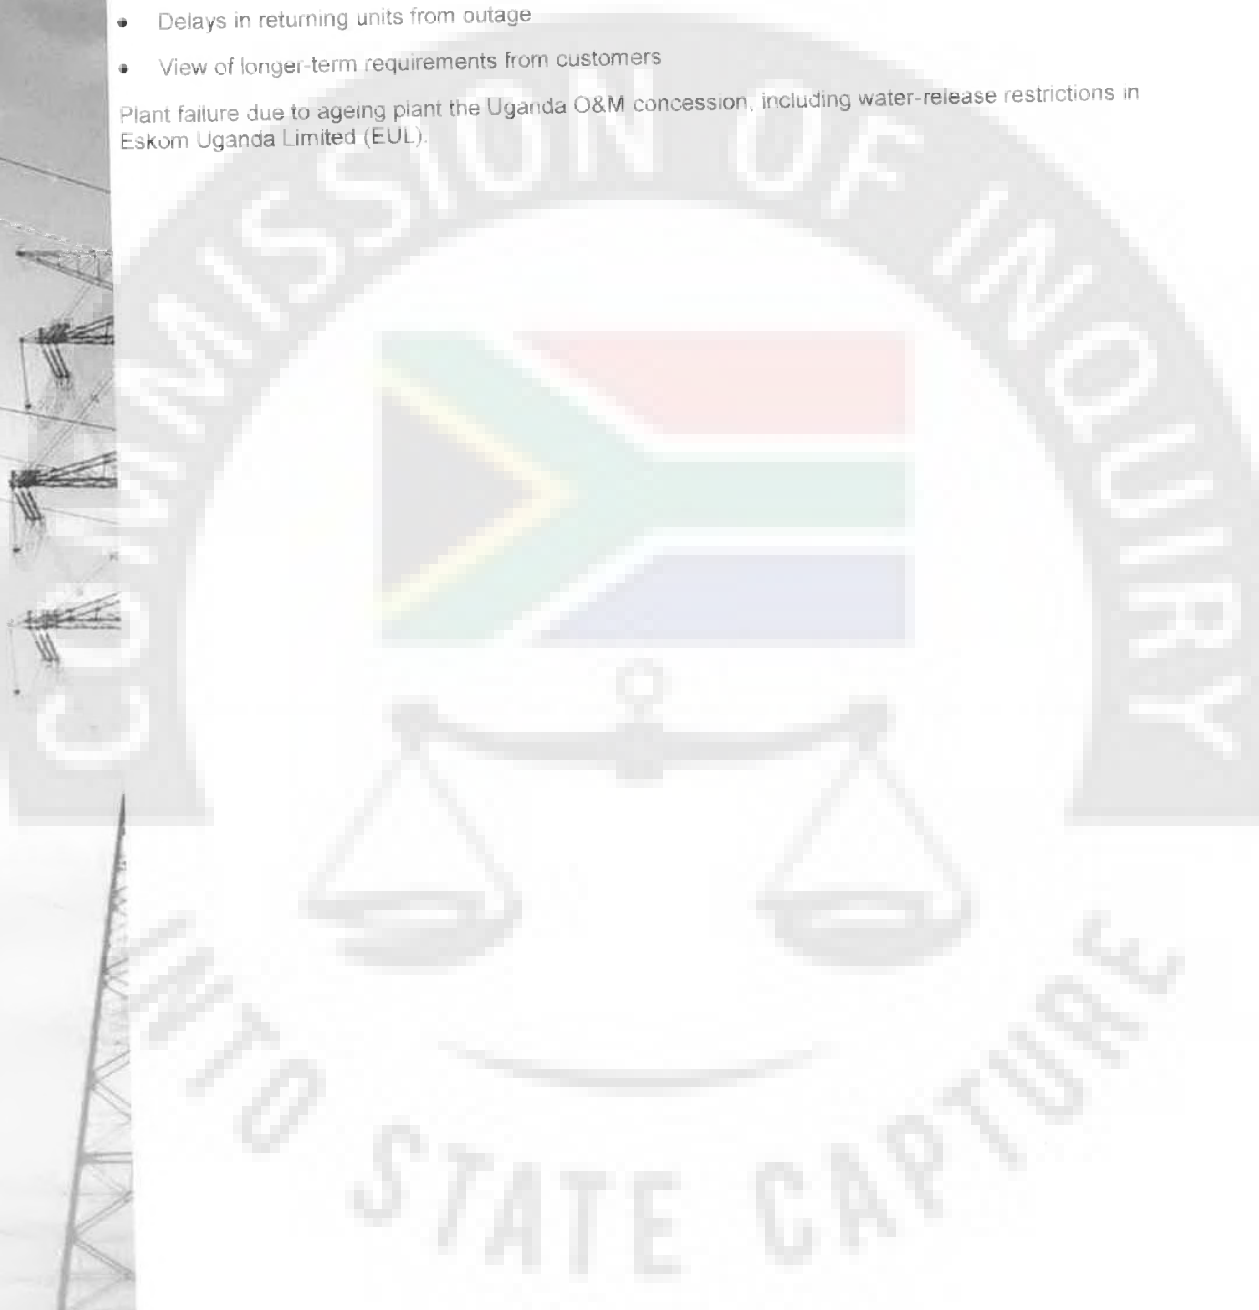 • Delays in returning units from outage
• View of longer-term requirements from customers
Plant failure due to ageing plant the Uganda O&M concession, including water-release restrictions in
Eskom Uganda Limited (EUL).
COMMISSION OF INQUIRY
INTO STATE CAPTURE